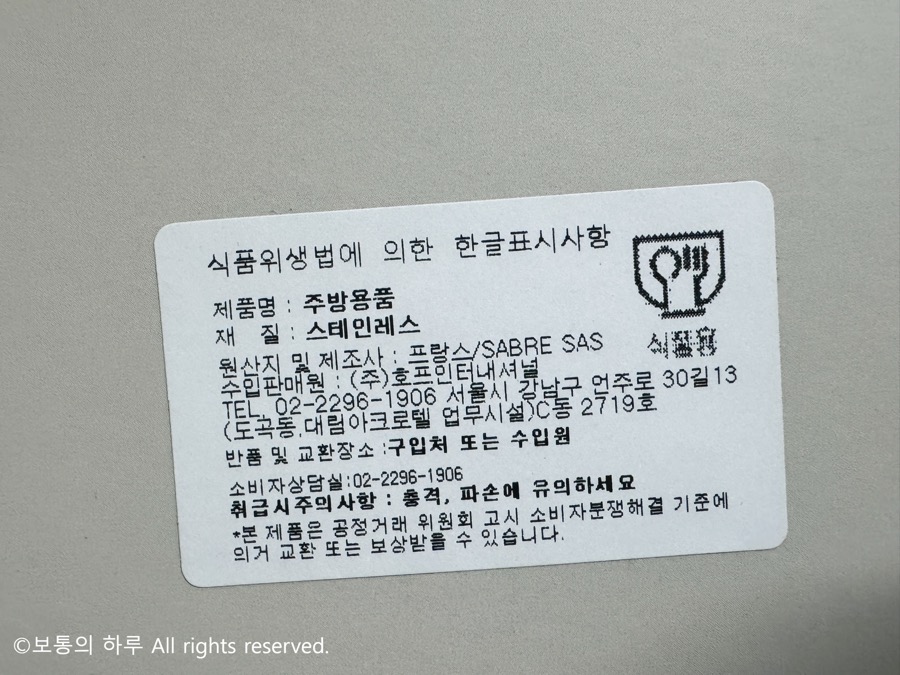 식품위생법에 의한 한글표시사항
제품명 : 주방용품
재 질 : 스테인레스
원산지 및 제조사 : 프랑스/SABRE SAS
수입판매원 : (주)호프인터내셔널
TEL. 02-2296-1906 서울시 강남구 언주로 30길13
(도곡동,대림아크로텔 업무시설)C동 2719호
반품 및 교환장소 :구입처 또는 수입원
소비자상담실:02-2296-1906
취급시주의사항 : 충격, 파손에 유의하세요
*본 제품은 공정거래 위원회 고시 소비자분쟁해결 기준에
의거 교환 또는 보상받을 수 있습니다.
식품용
©보통의 하루 All rights reserved.